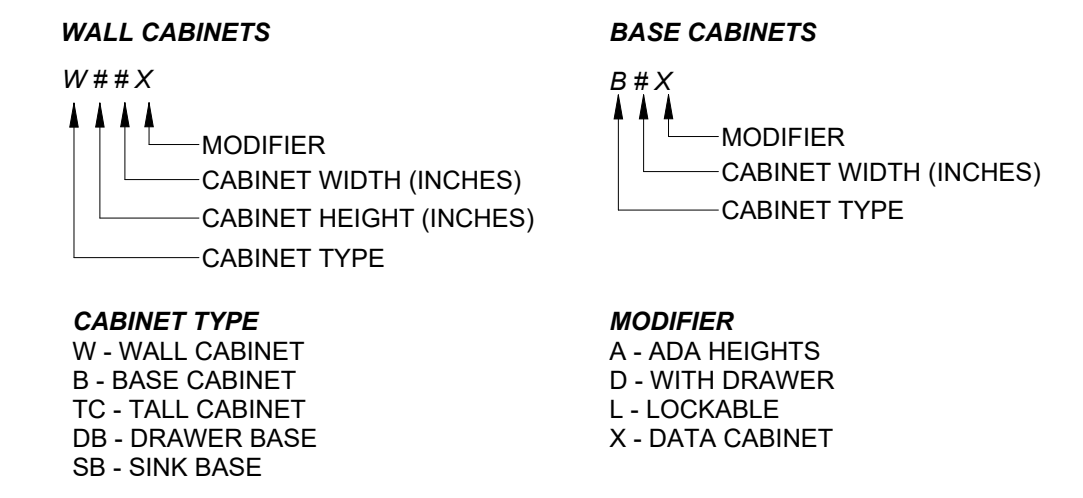 WALL CABINETS
W # # X
MODIFIER
CABINET WIDTH (INCHES)
CABINET HEIGHT (INCHES)
CABINET TYPE
BASE CABINETS
B # X
MODIFIER
CABINET WIDTH (INCHES)
CABINET TYPE
CABINET TYPE
W - WALL CABINET
B - BASE CABINET
TC - TALL CABINET
DB - DRAWER BASE
SB - SINK BASE
MODIFIER
A - ADA HEIGHTS
D - WITH DRAWER
L - LOCKABLE
X - DATA CABINET